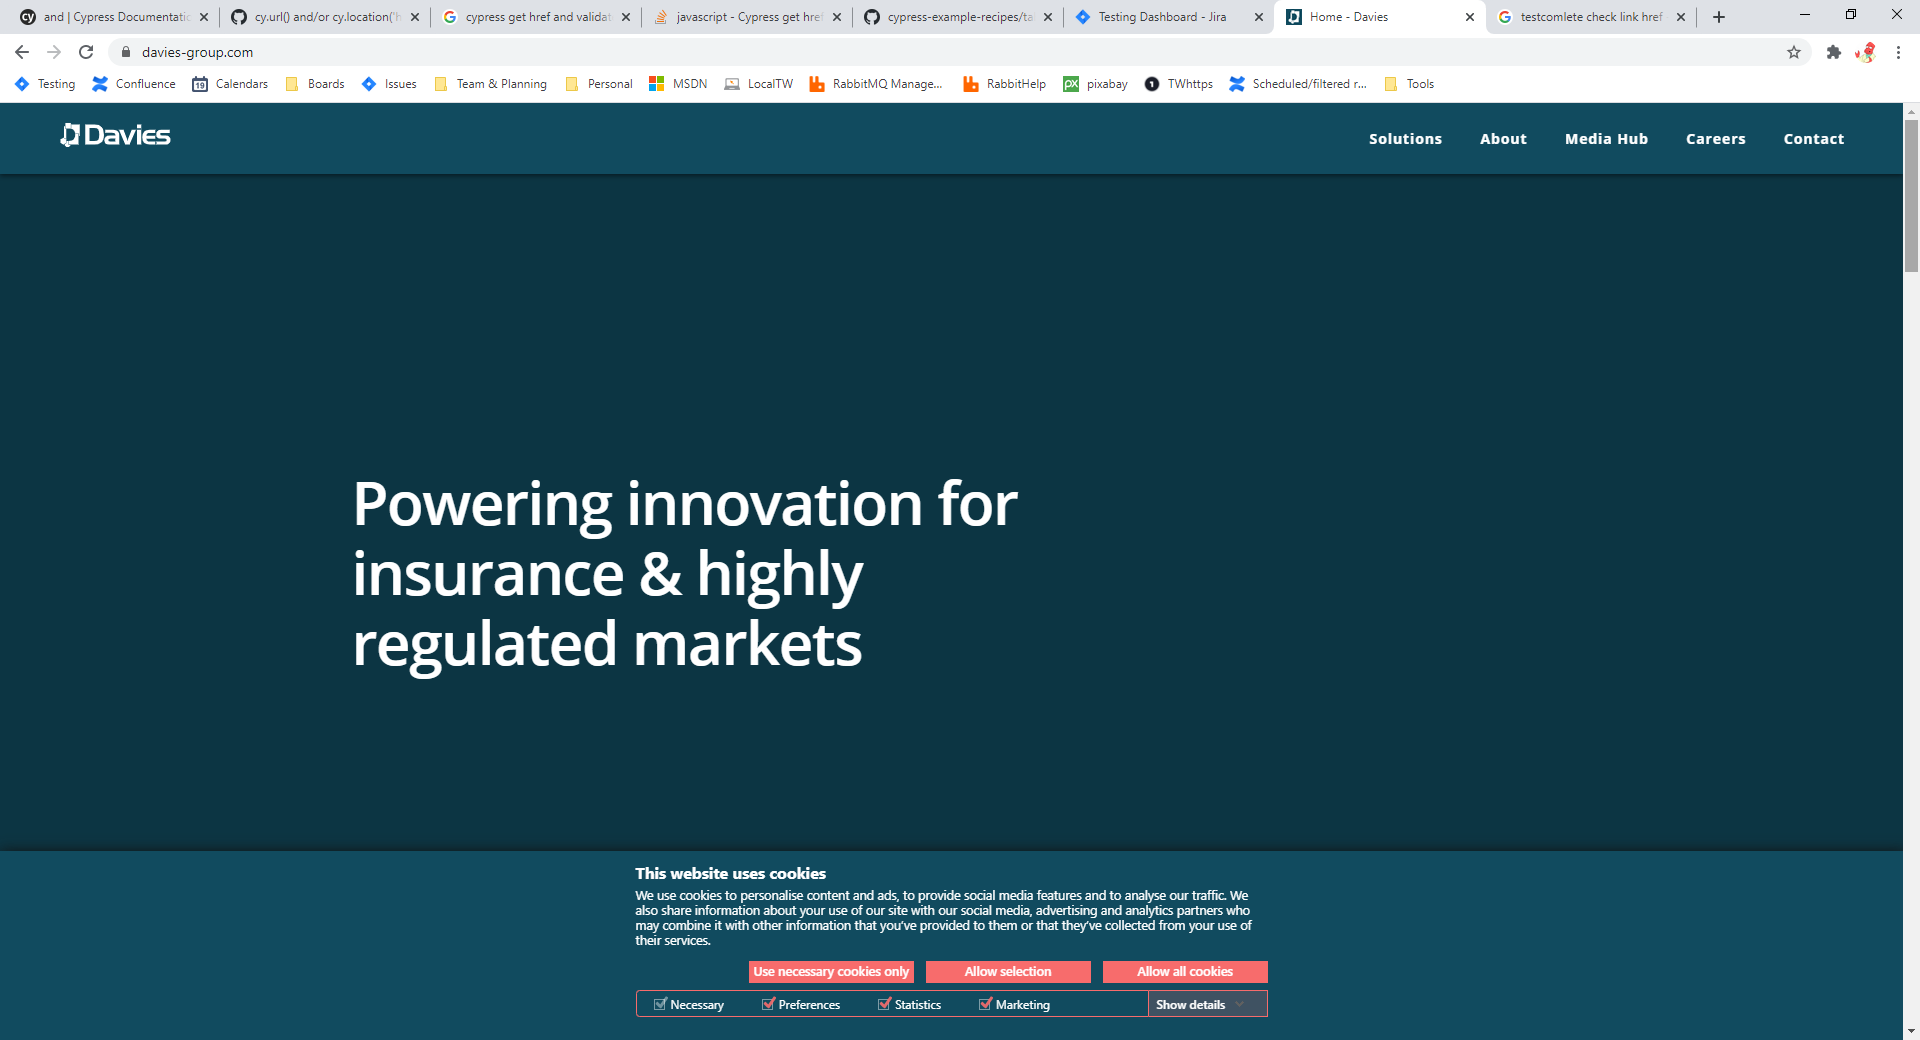 and | Cypress Documentatio
cy.url() and/or cy.location('h
cypress get href and validat
javascript - Cypress get href
cypress-example-recipes/ta
Testing Dashboard - Jira
Home - Davies
testcomlete check link href
davies-group.com
Testing
Confluence
19
Calendars
Boards
Issues
Team & Planning
Personal
MSDN
LocalTW
RabbitMQ Manage...
RabbitHelp
px
pixabay
TWhttps
Scheduled/filtered r...
Tools
Davies
Solutions
About
Media Hub
Careers
Contact
Powering innovation for
insurance & highly
regulated markets
This website uses cookies
We use cookies to personalise content and ads, to provide social media features and to analyse our traffic. We
also share information about your use of our site with our social media, advertising and analytics partners who
may combine it with other information that you've provided to them or that they've collected from your use of
their services.
Use necessary cookies only
Allow selection
Allow all cookies
Necessary
Preferences
Statistics
Marketing
Show details